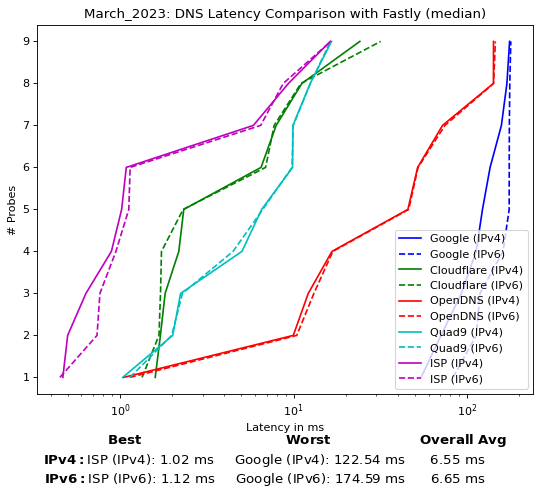 March_2023: DNS Latency Comparison with Fastly (median)
9
8
7
6
5
4
3
2
1
# Probes
Google (IPv4)
Google (IPv6)
Cloudflare (IPv4)
Cloudflare (IPv6)
OpenDNS (IPv4)
OpenDNS (IPv6)
Quad9 (IPv4)
Quad9 (IPv6)
ISP (IPv4)
ISP (IPv6)
10⁰ 10¹ 10²
Latency in ms
Best Worst Overall Avg
IPv4: ISP (IPv4): 1.02 ms Google (IPv4): 122.54 ms 6.55 ms
IPv6: ISP (IPv6): 1.12 ms Google (IPv6): 174.59 ms 6.65 ms